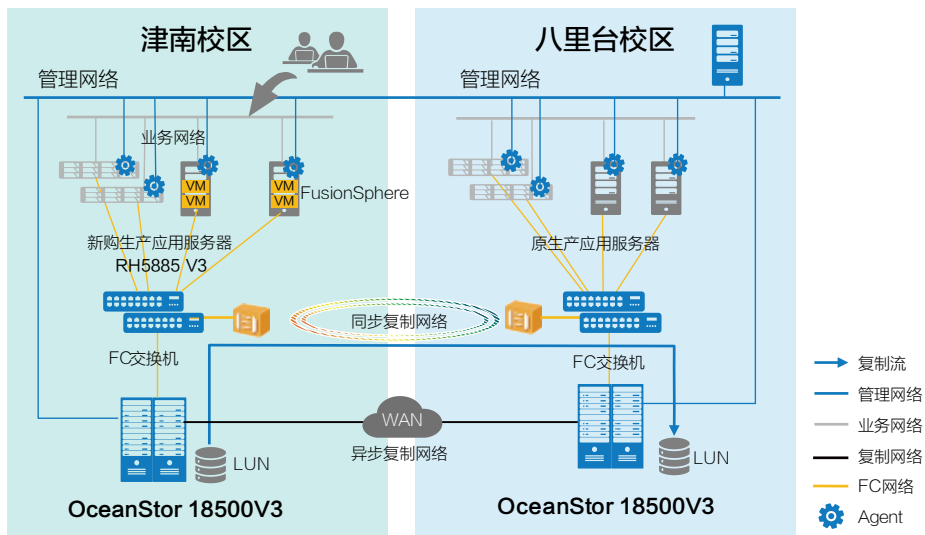 津南校区
八里台校区
管理网络
管理网络
业务网络
VM
VM
VM
VM
FusionSphere
新购生产应用服务器
RH5885 V3
原生产应用服务器
同步复制网络
FC交换机
FC交换机
WAN
异步复制网络
LUN
LUN
OceanStor 18500V3
OceanStor 18500V3
复制流
管理网络
业务网络
复制网络
FC网络
Agent